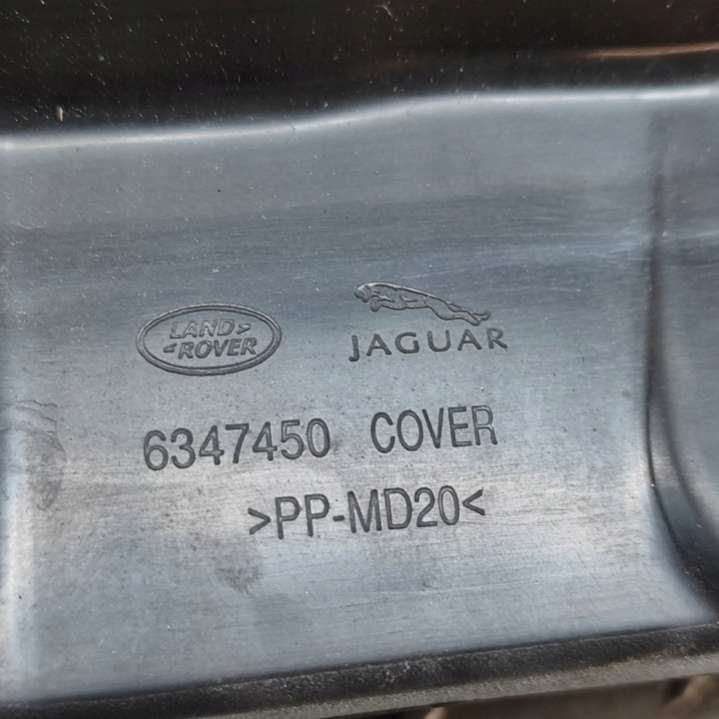 LAND>
<ROVER
JAGUAR
6347450 COVER
>PP-MD20<